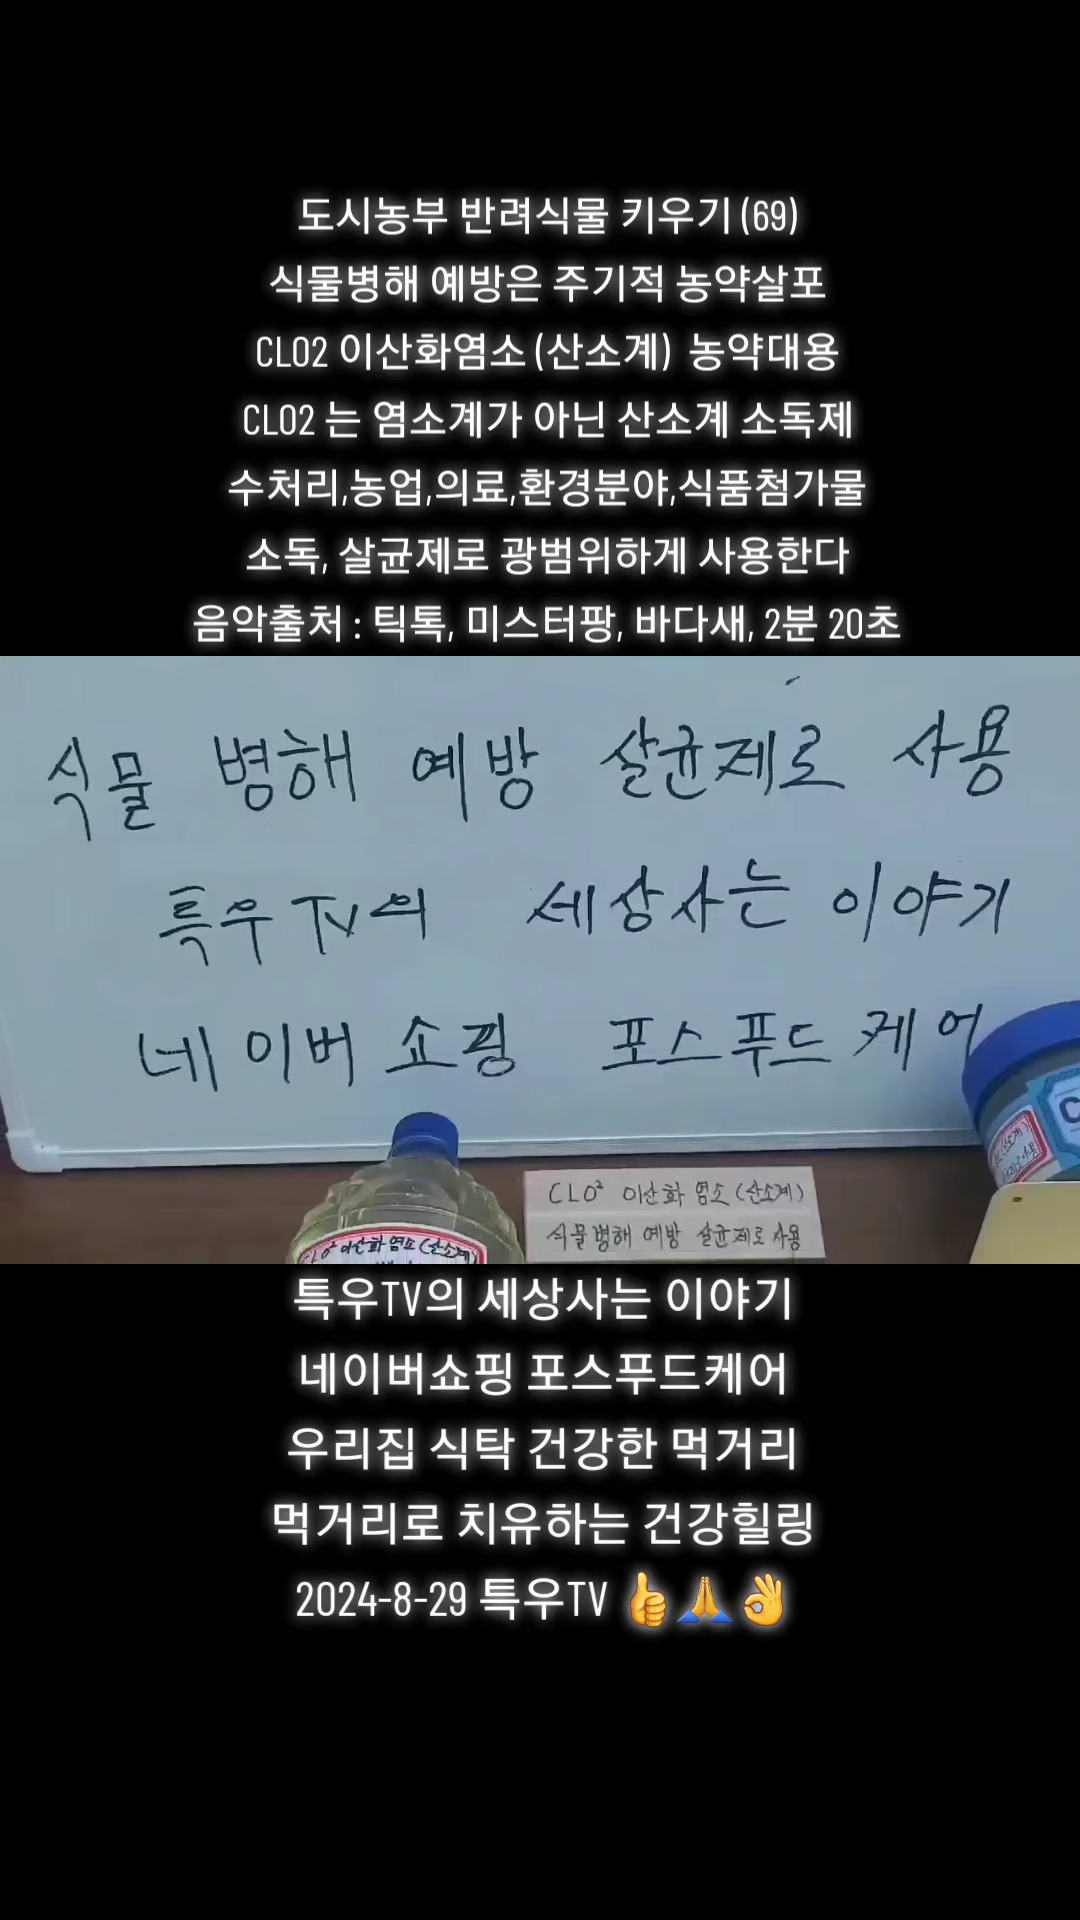 도시농부 반려식물 키우기(69)
식물병해 예방은 주기적 농약살포
CLO2 이산화염소(산소계) 농약대용
CLO2 는 염소계가 아닌 산소계 소독제
수처리,농업,의료,환경분야,식품첨가물
소독, 살균제로 광범위하게 사용한다
음악출처 : 틱톡, 미스터팡, 바다새, 2분 20초
식물 병해 예방 살균제로 사용
특우TV의 세상사는 이야기
네이버 쇼핑 포스푸드케어
CLO² 이산화 염소 (산소계)
식물병해 예방 살균제로 사용
CLO² 이산화염소(산소계)
특우TV의 세상사는 이야기
네이버쇼핑 포스푸드케어
우리집 식탁 건강한 먹거리
먹거리로 치유하는 건강힐링
2024-8-29 특우TV 👍🙏👌